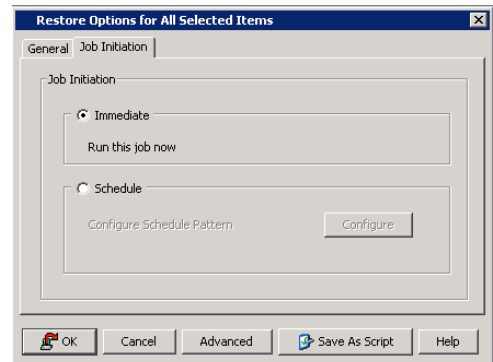 Restore Options for All Selected Items
General Job Initiation
Job Initiation
Immediate
Run this job now
Schedule
Configure Schedule Pattern Configure
OK Cancel Advanced Save As Script Help